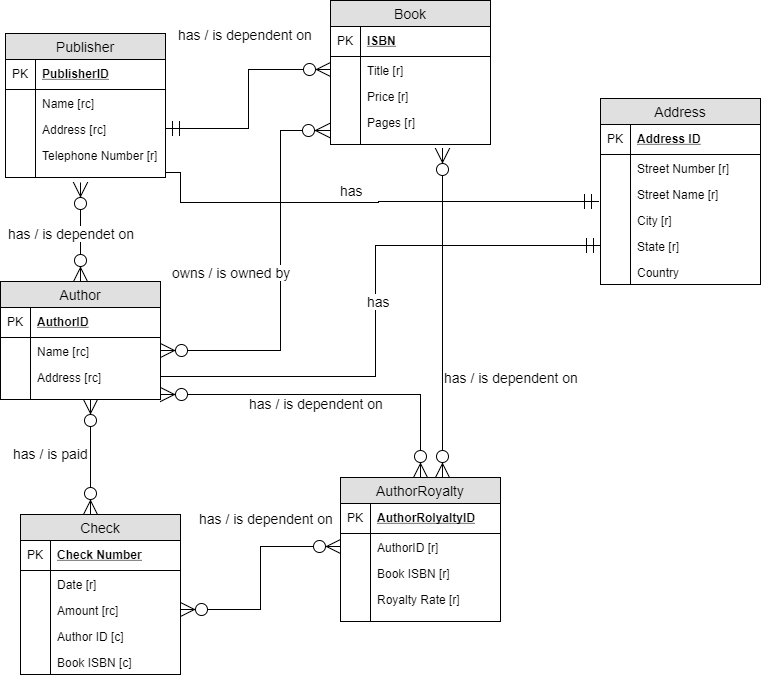 Book
PK ISBN
Title [r]
Price [r]
Pages [r]
has / is dependent on
Publisher
PK PublisherID
Name [rc]
Address [rc]
Telephone Number [r]
Address
PK Address ID
Street Number [r]
Street Name [r]
City [r]
State [r]
Country
has
has / is dependet on
owns / is owned by
Author
PK AuthorID
Name [rc]
Address [rc]
has
has / is dependent on
has / is dependent on
has / is paid
AuthorRoyalty
PK AuthorRolyaltyID
AuthorID [r]
Book ISBN [r]
Royalty Rate [r]
has / is dependent on
Check
PK Check Number
Date [r]
Amount [rc]
Author ID [c]
Book ISBN [c]